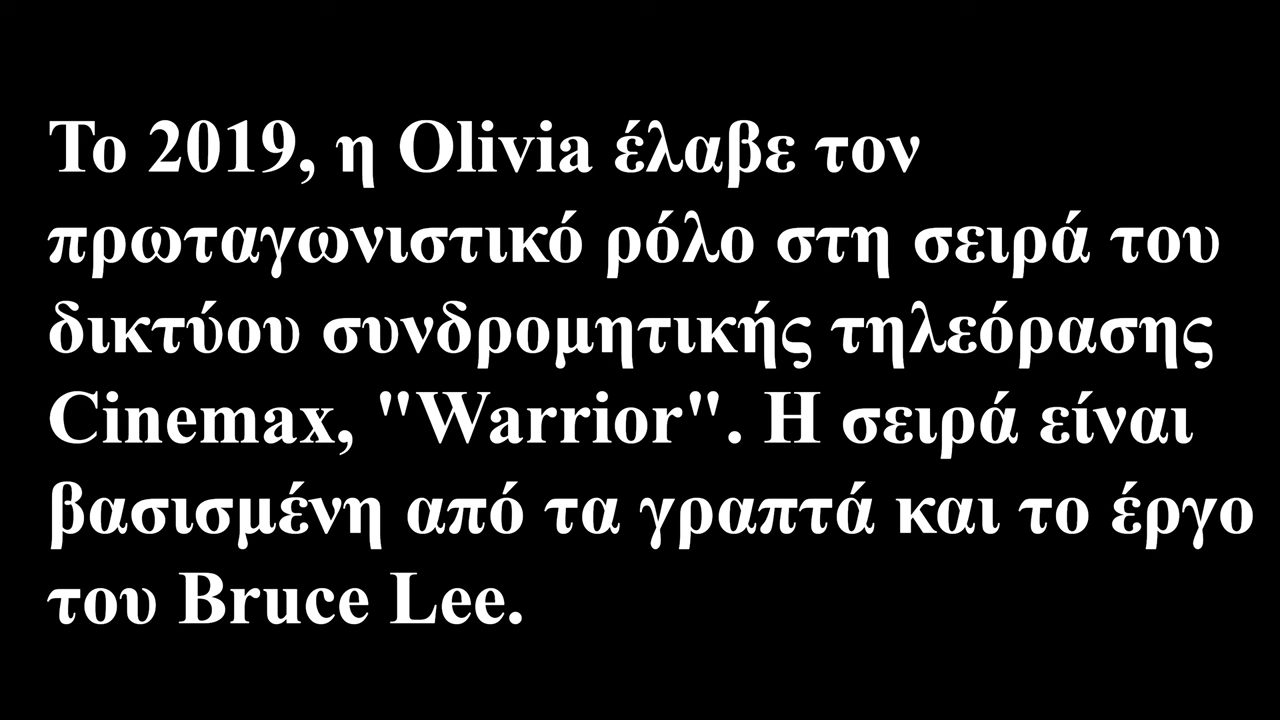 Το 2019, η Olivia έλαβε τον
πρωταγωνιστικό ρόλο στη σειρά του
δικτύου συνδρομητικής τηλεόρασης
Cinemax, "Warrior". Η σειρά είναι
βασισμένη από τα γραπτά και το έργο
του Bruce Lee.